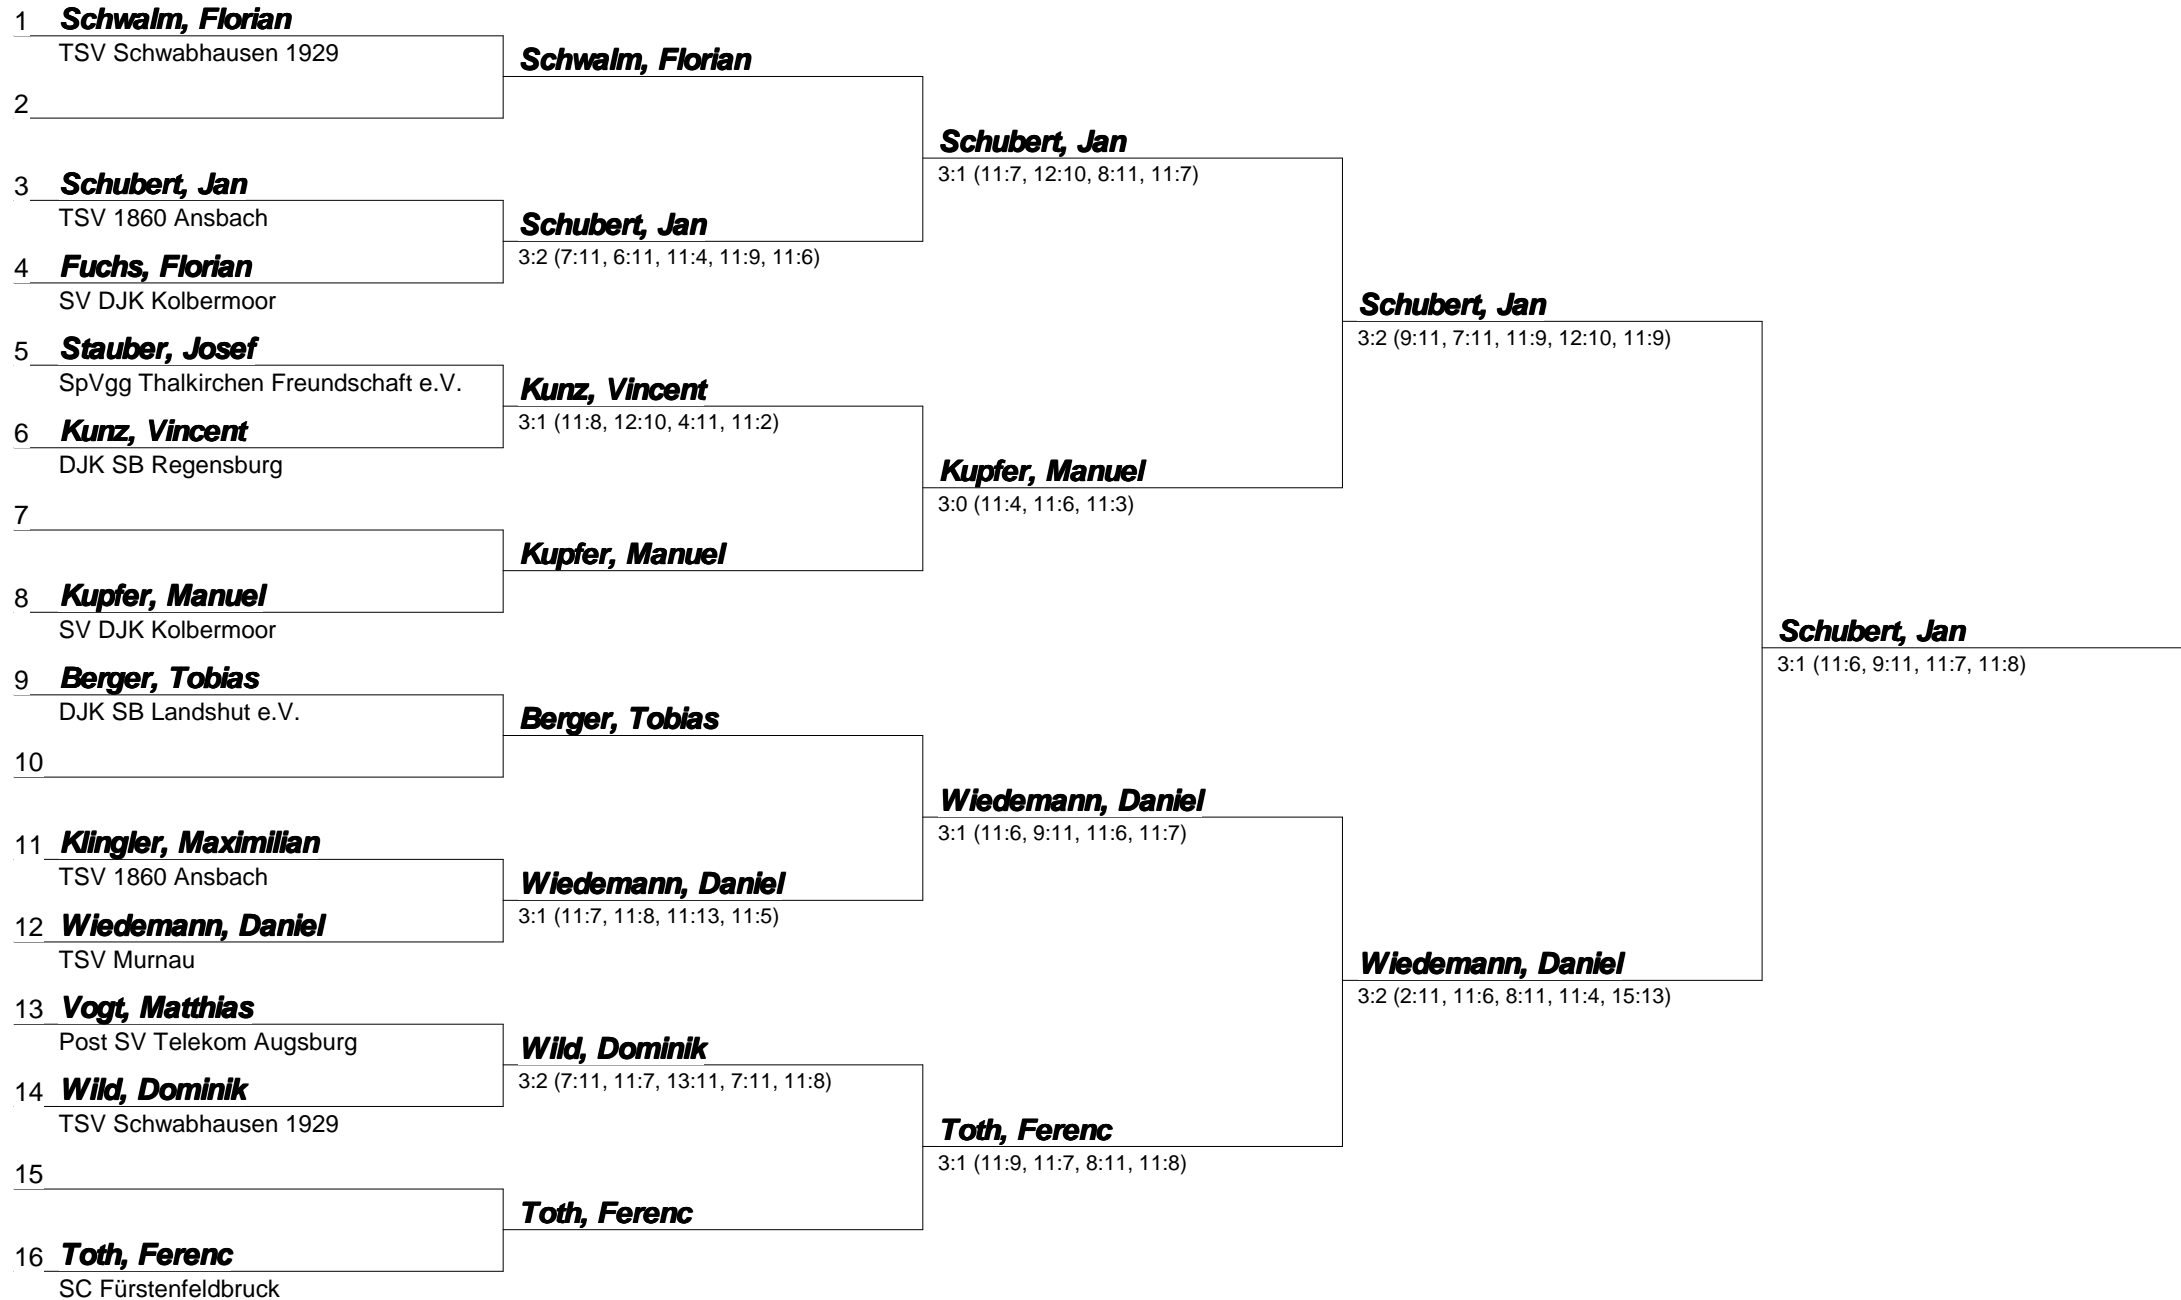 1 Schwalm, Florian
TSV Schwabhausen 1929
Schwalm, Florian
2
Schubert, Jan
3:1 (11:7, 12:10, 8:11, 11:7)
3 Schubert, Jan
TSV 1860 Ansbach
Schubert, Jan
3:2 (7:11, 6:11, 11:4, 11:9, 11:6)
4 Fuchs, Florian
SV DJK Kolbermoor
Schubert, Jan
3:2 (9:11, 7:11, 11:9, 12:10, 11:9)
5 Stauber, Josef
SpVgg Thalkirchen Freundschaft e.V.
Kunz, Vincent
3:1 (11:8, 12:10, 4:11, 11:2)
6 Kunz, Vincent
DJK SB Regensburg
Kupfer, Manuel
3:0 (11:4, 11:6, 11:3)
7
Kupfer, Manuel
8 Kupfer, Manuel
SV DJK Kolbermoor
Schubert, Jan
3:1 (11:6, 9:11, 11:7, 11:8)
9 Berger, Tobias
DJK SB Landshut e.V.
Berger, Tobias
10
Wiedemann, Daniel
3:1 (11:6, 9:11, 11:6, 11:7)
11 Klingler, Maximilian
TSV 1860 Ansbach
Wiedemann, Daniel
3:1 (11:7, 11:8, 11:13, 11:5)
12 Wiedemann, Daniel
TSV Murnau
Wiedemann, Daniel
3:2 (2:11, 11:6, 8:11, 11:4, 15:13)
13 Vogt, Matthias
Post SV Telekom Augsburg
Wild, Dominik
3:2 (7:11, 11:7, 13:11, 7:11, 11:8)
14 Wild, Dominik
TSV Schwabhausen 1929
Toth, Ferenc
3:1 (11:9, 11:7, 8:11, 11:8)
15
Toth, Ferenc
16 Toth, Ferenc
SC Fürstenfeldbruck